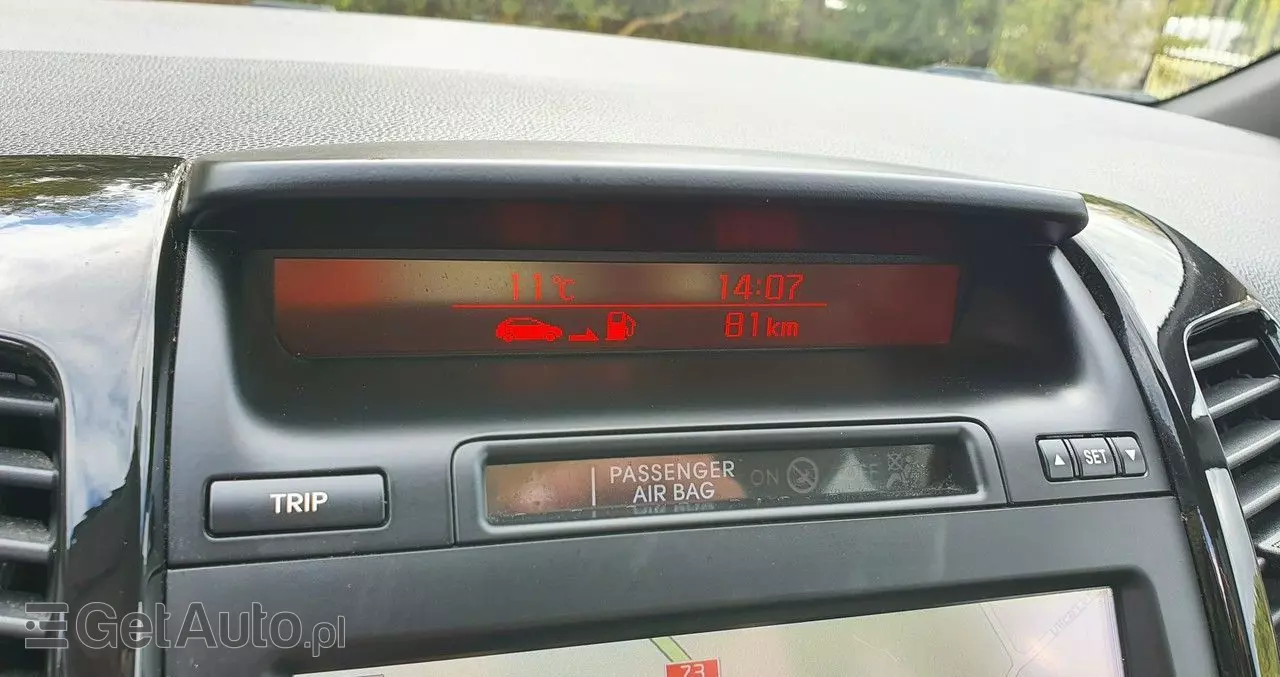 11°C 14:07
81km
PASSENGER
AIR BAG
ON
TRIP
SET
GetAuto.pl
73